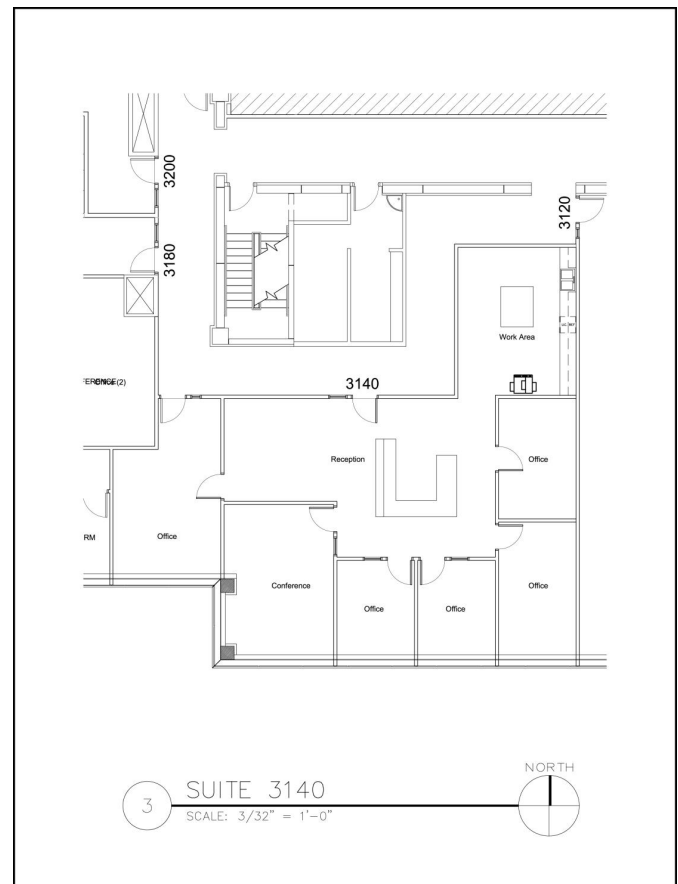 3200
3180
3120
Work Area
3140
Reception
Office
RM
Office
Conference
Office
Office
Office
NORTH
3
SUITE 3140
SCALE: 3/32" = 1'-0"